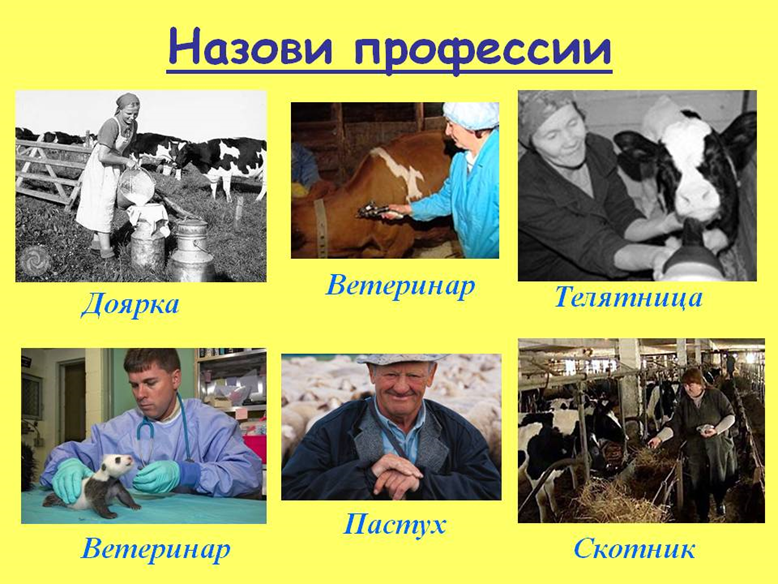 Назови профессии
Доярка
Ветеринар
Телятница
Ветеринар
Пастух
Скотник